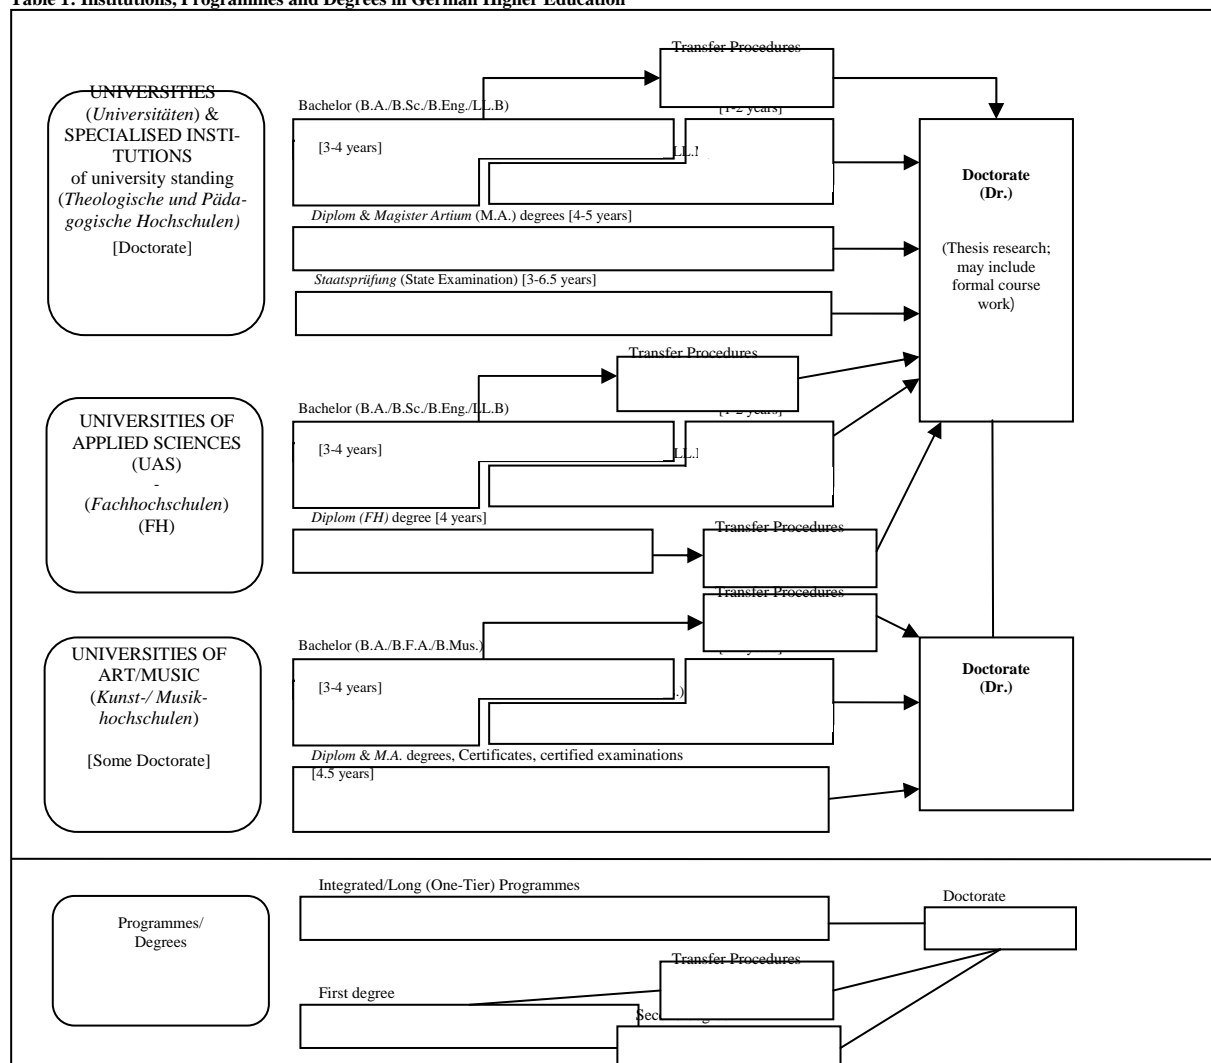 Table 1: Institutions, Programmes and Degrees in German Higher Education
Transfer Procedures
UNIVERSITIES
(Universitäten) &
SPECIALISED INSTI-
TUTIONS
of university standing
(Theologische und Päda-
gogische Hochschulen)
[Doctorate]
Bachelor (B.A./B.Sc./B.Eng./LL.B)
[1-2 years]
[3-4 years]
Diplom & Magister Artium (M.A.) degrees [4-5 years]
Staatsprüfung (State Examination) [3-6.5 years]
Doctorate
(Dr.)
(Thesis research;
may include
formal course
work)
Transfer Procedures
UNIVERSITIES OF
APPLIED SCIENCES
(UAS)
-
(Fachhochschulen)
(FH)
Bachelor (B.A./B.Sc./B.Eng./LL.B)
[1-2 years]
[3-4 years]
Diplom (FH) degree [4 years]
Transfer Procedures
Transfer Procedures
UNIVERSITIES OF
ART/MUSIC
(Kunst-/ Musik-
hochschulen)
[Some Doctorate]
Bachelor (B.A./B.F.A./B.Mus.)
[3-4 years]
Diplom & M.A. degrees, Certificates, certified examinations
[4.5 years]
Doctorate
(Dr.)
Programmes/
Degrees
Integrated/Long (One-Tier) Programmes
Doctorate
Transfer Procedures
First degree